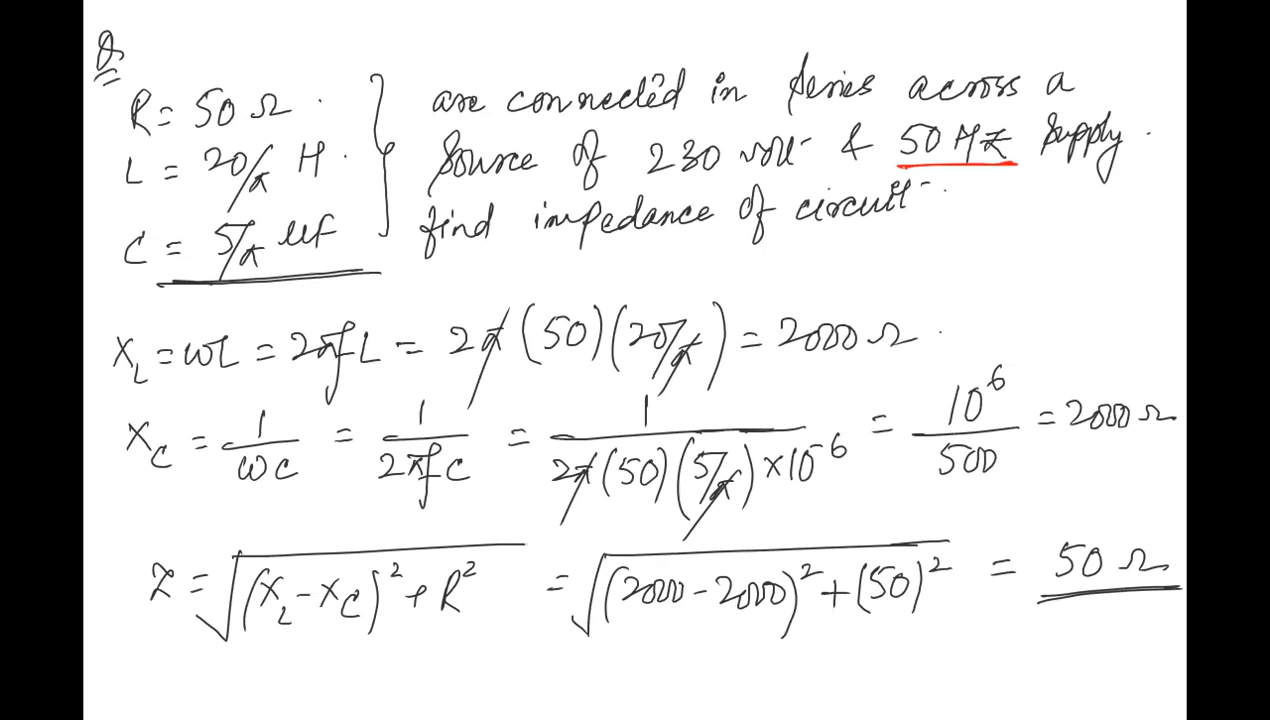 Q.
R = 50 Ω . } are connected in series across a
L = 20/π H . source of 230 volt & 50 Hz supply .
C = 5/π uf find impedance of circuit .
X_L = ωL = 2πfL = 2π (50) (20/π) = 2000 Ω .
X_C = 1/ωC = 1/2πfC = 1/2π(50)(5/π)×10^-6 = 10^6/500 = 2000 Ω
Z = √(X_L - X_C)^2 + R^2 = √(2000 - 2000)^2 + (50)^2 = 50 Ω